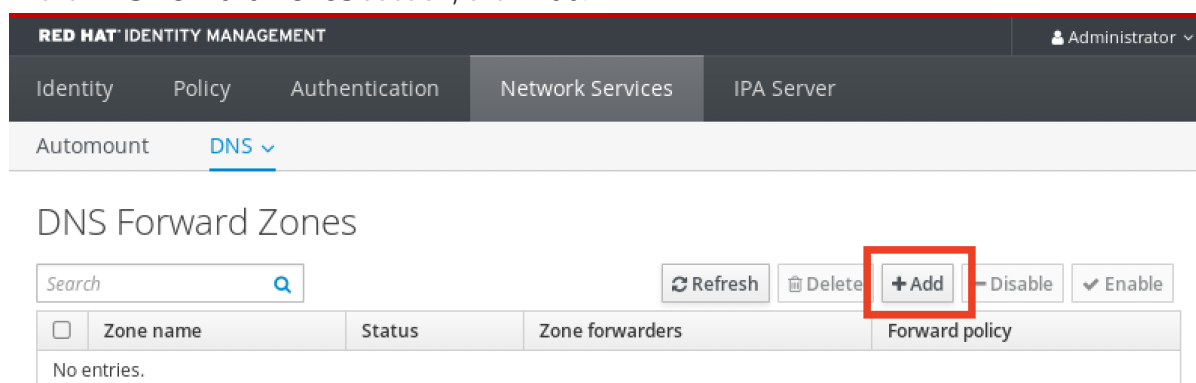 RED HAT® IDENTITY MANAGEMENT Administrator
Identity Policy Authentication Network Services IPA Server
Automount DNS
DNS Forward Zones
Search Refresh Delete Add Disable Enable
Zone name Status Zone forwarders Forward policy
No entries.